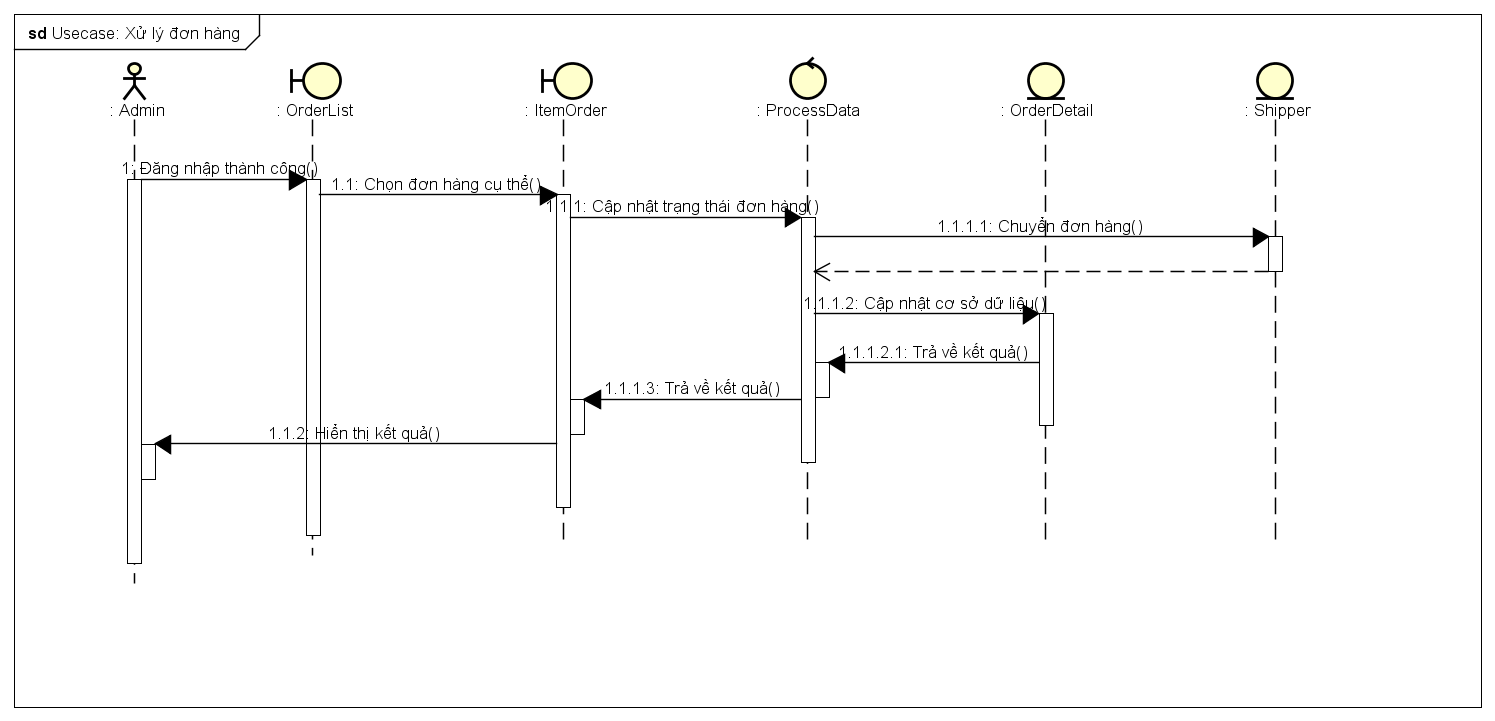 sd Usecase: Xử lý đơn hàng
: Admin
: OrderList
: ItemOrder
: ProcessData
: OrderDetail
: Shipper
1: Đăng nhập thành công()
1.1: Chọn đơn hàng cụ thể()
1.1.1: Cập nhật trạng thái đơn hàng()
1.1.1.1: Chuyển đơn hàng()
1.1.1.2: Cập nhật cơ sở dữ liệu()
1.1.1.2.1: Trả về kết quả()
1.1.1.3: Trả về kết quả()
1.1.2: Hiển thị kết quả()